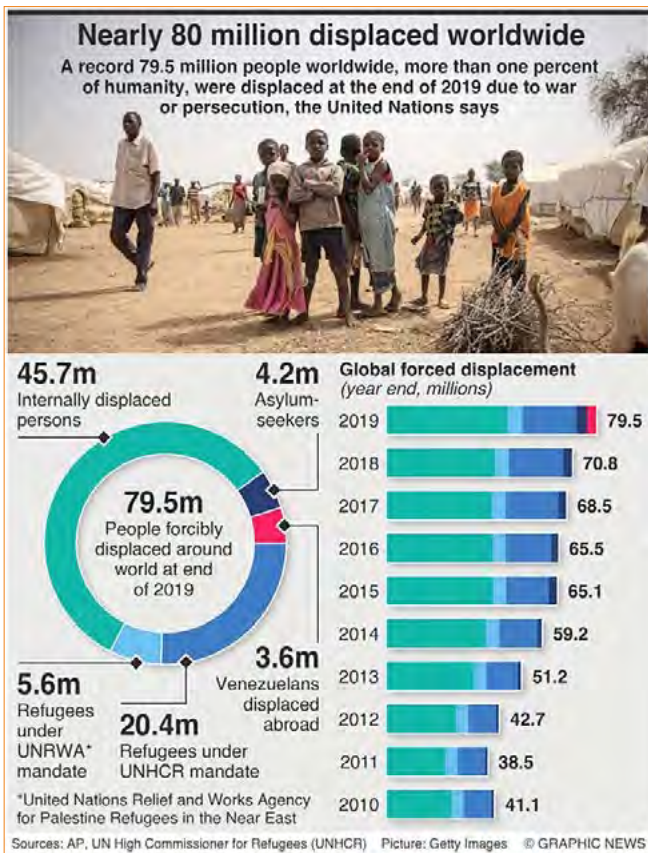 Nearly 80 million displaced worldwide
A record 79.5 million people worldwide, more than one percent
of humanity, were displaced at the end of 2019 due to war
or persecution, the United Nations says
45.7m
Internally displaced
persons
4.2m
Asylum-
seekers
79.5m
People forcibly
displaced around
world at end
of 2019
5.6m
Refugees
under
UNRWA*
mandate
20.4m
Refugees under
UNHCR mandate
3.6m
Venezuelans
displaced
abroad
*United Nations Relief and Works Agency
for Palestine Refugees in the Near East
Global forced displacement
(year end, millions)
2019 79.5
2018 70.8
2017 68.5
2016 65.5
2015 65.1
2014 59.2
2013 51.2
2012 42.7
2011 38.5
2010 41.1
Sources: AP, UN High Commissioner for Refugees (UNHCR) Picture: Getty Images © GRAPHIC NEWS